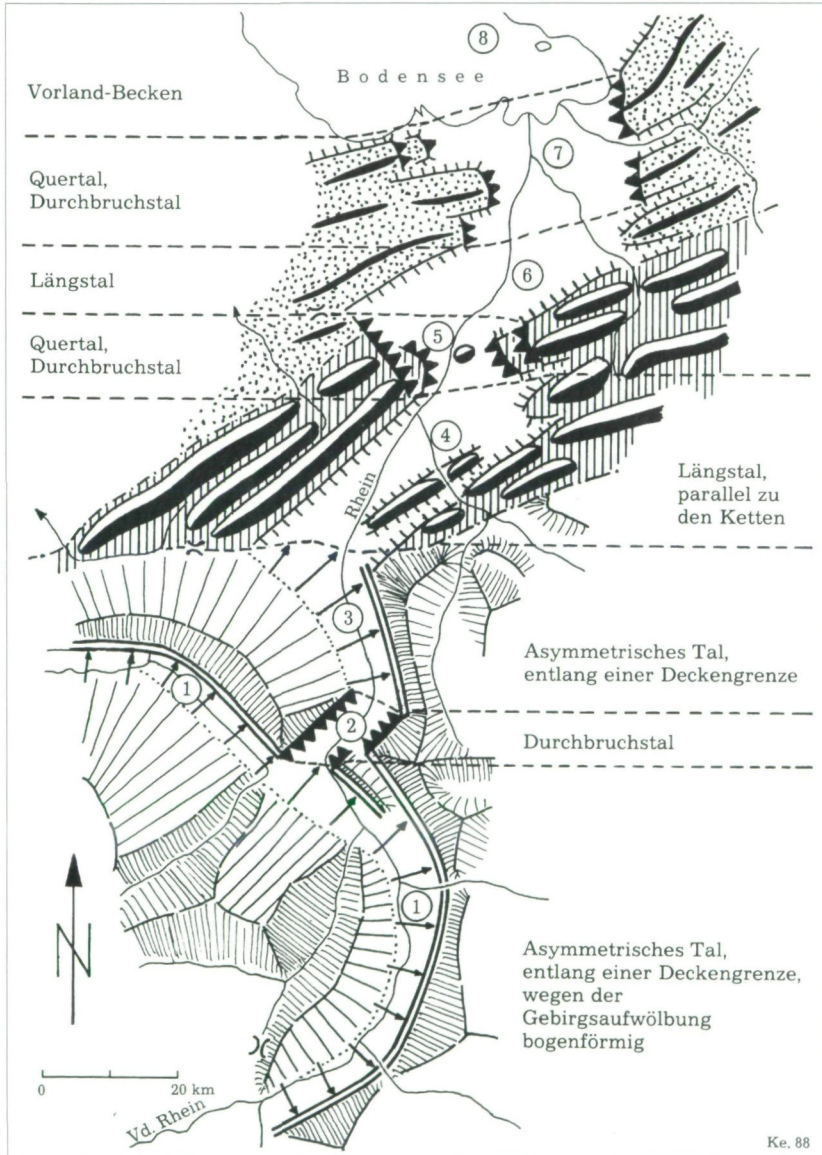 8
Bodensee
Vorland-Becken
7
Quertal,
Durchbruchstal
6
Längstal
5
Quertal,
Durchbruchstal
4
Rhein
Längstal,
parallel zu
den Ketten
3
Asymmetrisches Tal,
entlang einer Deckengrenze
1
2
Durchbruchstal
1
N
Asymmetrisches Tal,
entlang einer Deckengrenze,
wegen der
Gebirgsaufwölbung
bogenförmig
0 20 km
Vd. Rhein
Ke. 88